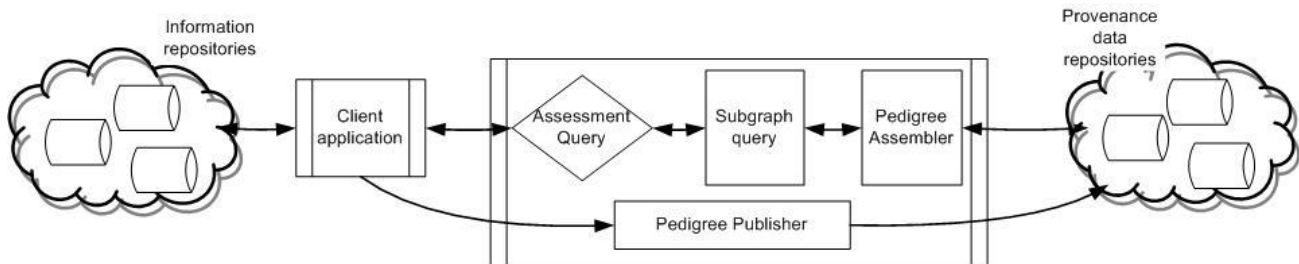 Information
repositories
Client
application
Assessment
Query
Subgraph
query
Pedigree
Assembler
Pedigree Publisher
Provenance
data
repositories